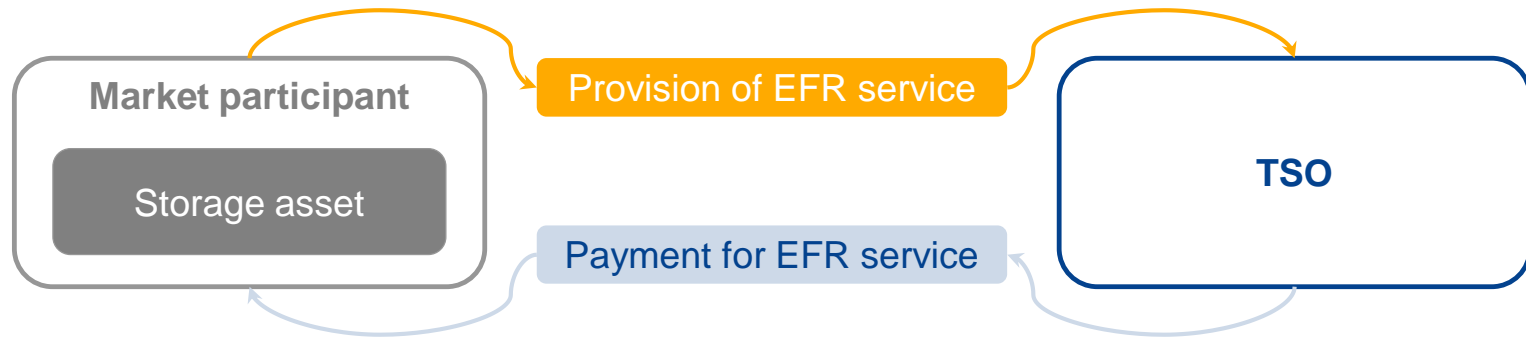 Market participant
Storage asset
Provision of EFR service
Payment for EFR service
TSO